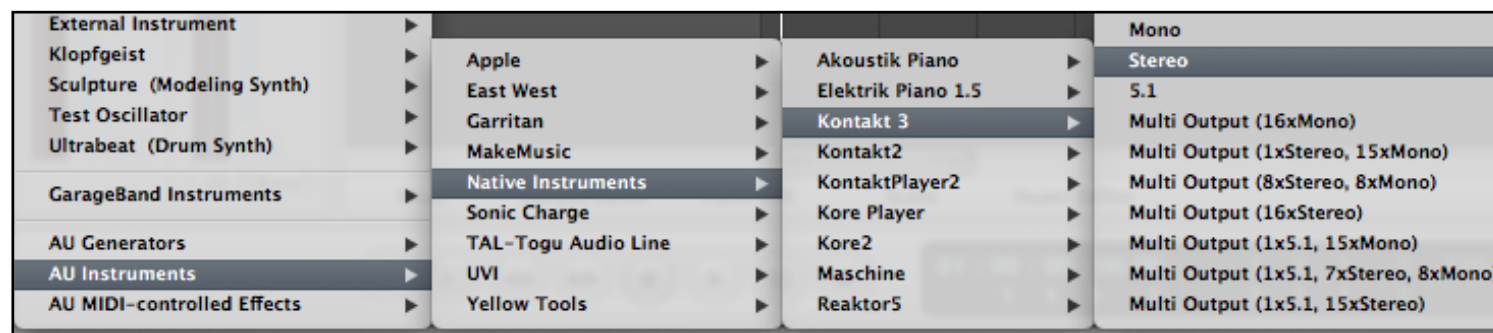 External Instrument
Klopfgeist
Sculpture (Modeling Synth)
Test Oscillator
Ultrabeat (Drum Synth)
GarageBand Instruments
AU Generators
AU Instruments
AU MIDI-controlled Effects
Apple
East West
Garritan
MakeMusic
Native Instruments
Sonic Charge
TAL-Togu Audio Line
UVI
Yellow Tools
Akoustik Piano
Elektrik Piano 1.5
Kontakt 3
Kontakt2
KontaktPlayer2
Kore Player
Kore2
Maschine
Reaktor5
Mono
Stereo
5.1
Multi Output (16xMono)
Multi Output (1xStereo, 15xMono)
Multi Output (8xStereo, 8xMono)
Multi Output (16xStereo)
Multi Output (1x5.1, 15xMono)
Multi Output (1x5.1, 7xStereo, 8xMono)
Multi Output (1x5.1, 15xStereo)